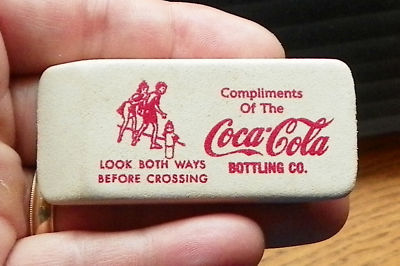 LOOK BOTH WAYS
BEFORE CROSSING
Compliments
Of The
Coca-Cola
BOTTLING CO.